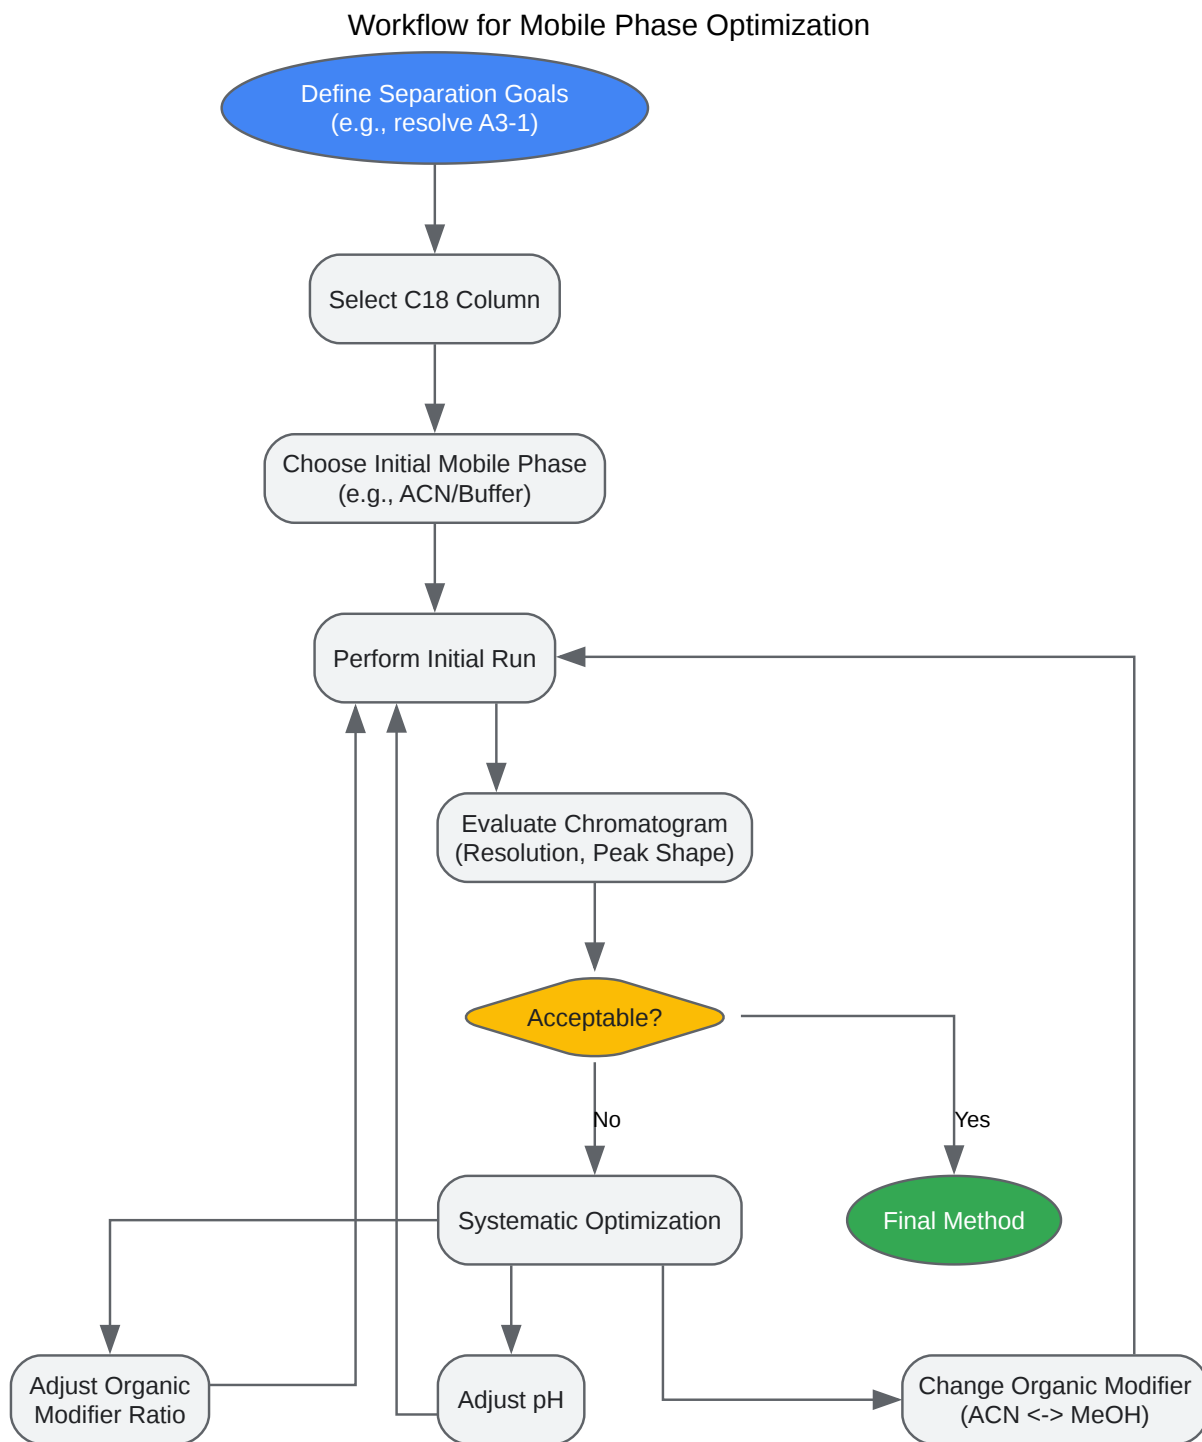 Workflow for Mobile Phase Optimization
Define Separation Goals
(e.g., resolve A3-1)
Select C18 Column
Choose Initial Mobile Phase
(e.g., ACN/Buffer)
Perform Initial Run
Evaluate Chromatogram
(Resolution, Peak Shape)
Acceptable?
No
Yes
Systematic Optimization
Final Method
Adjust Organic
Modifier Ratio
Adjust pH
Change Organic Modifier
(ACN <-> MeOH)